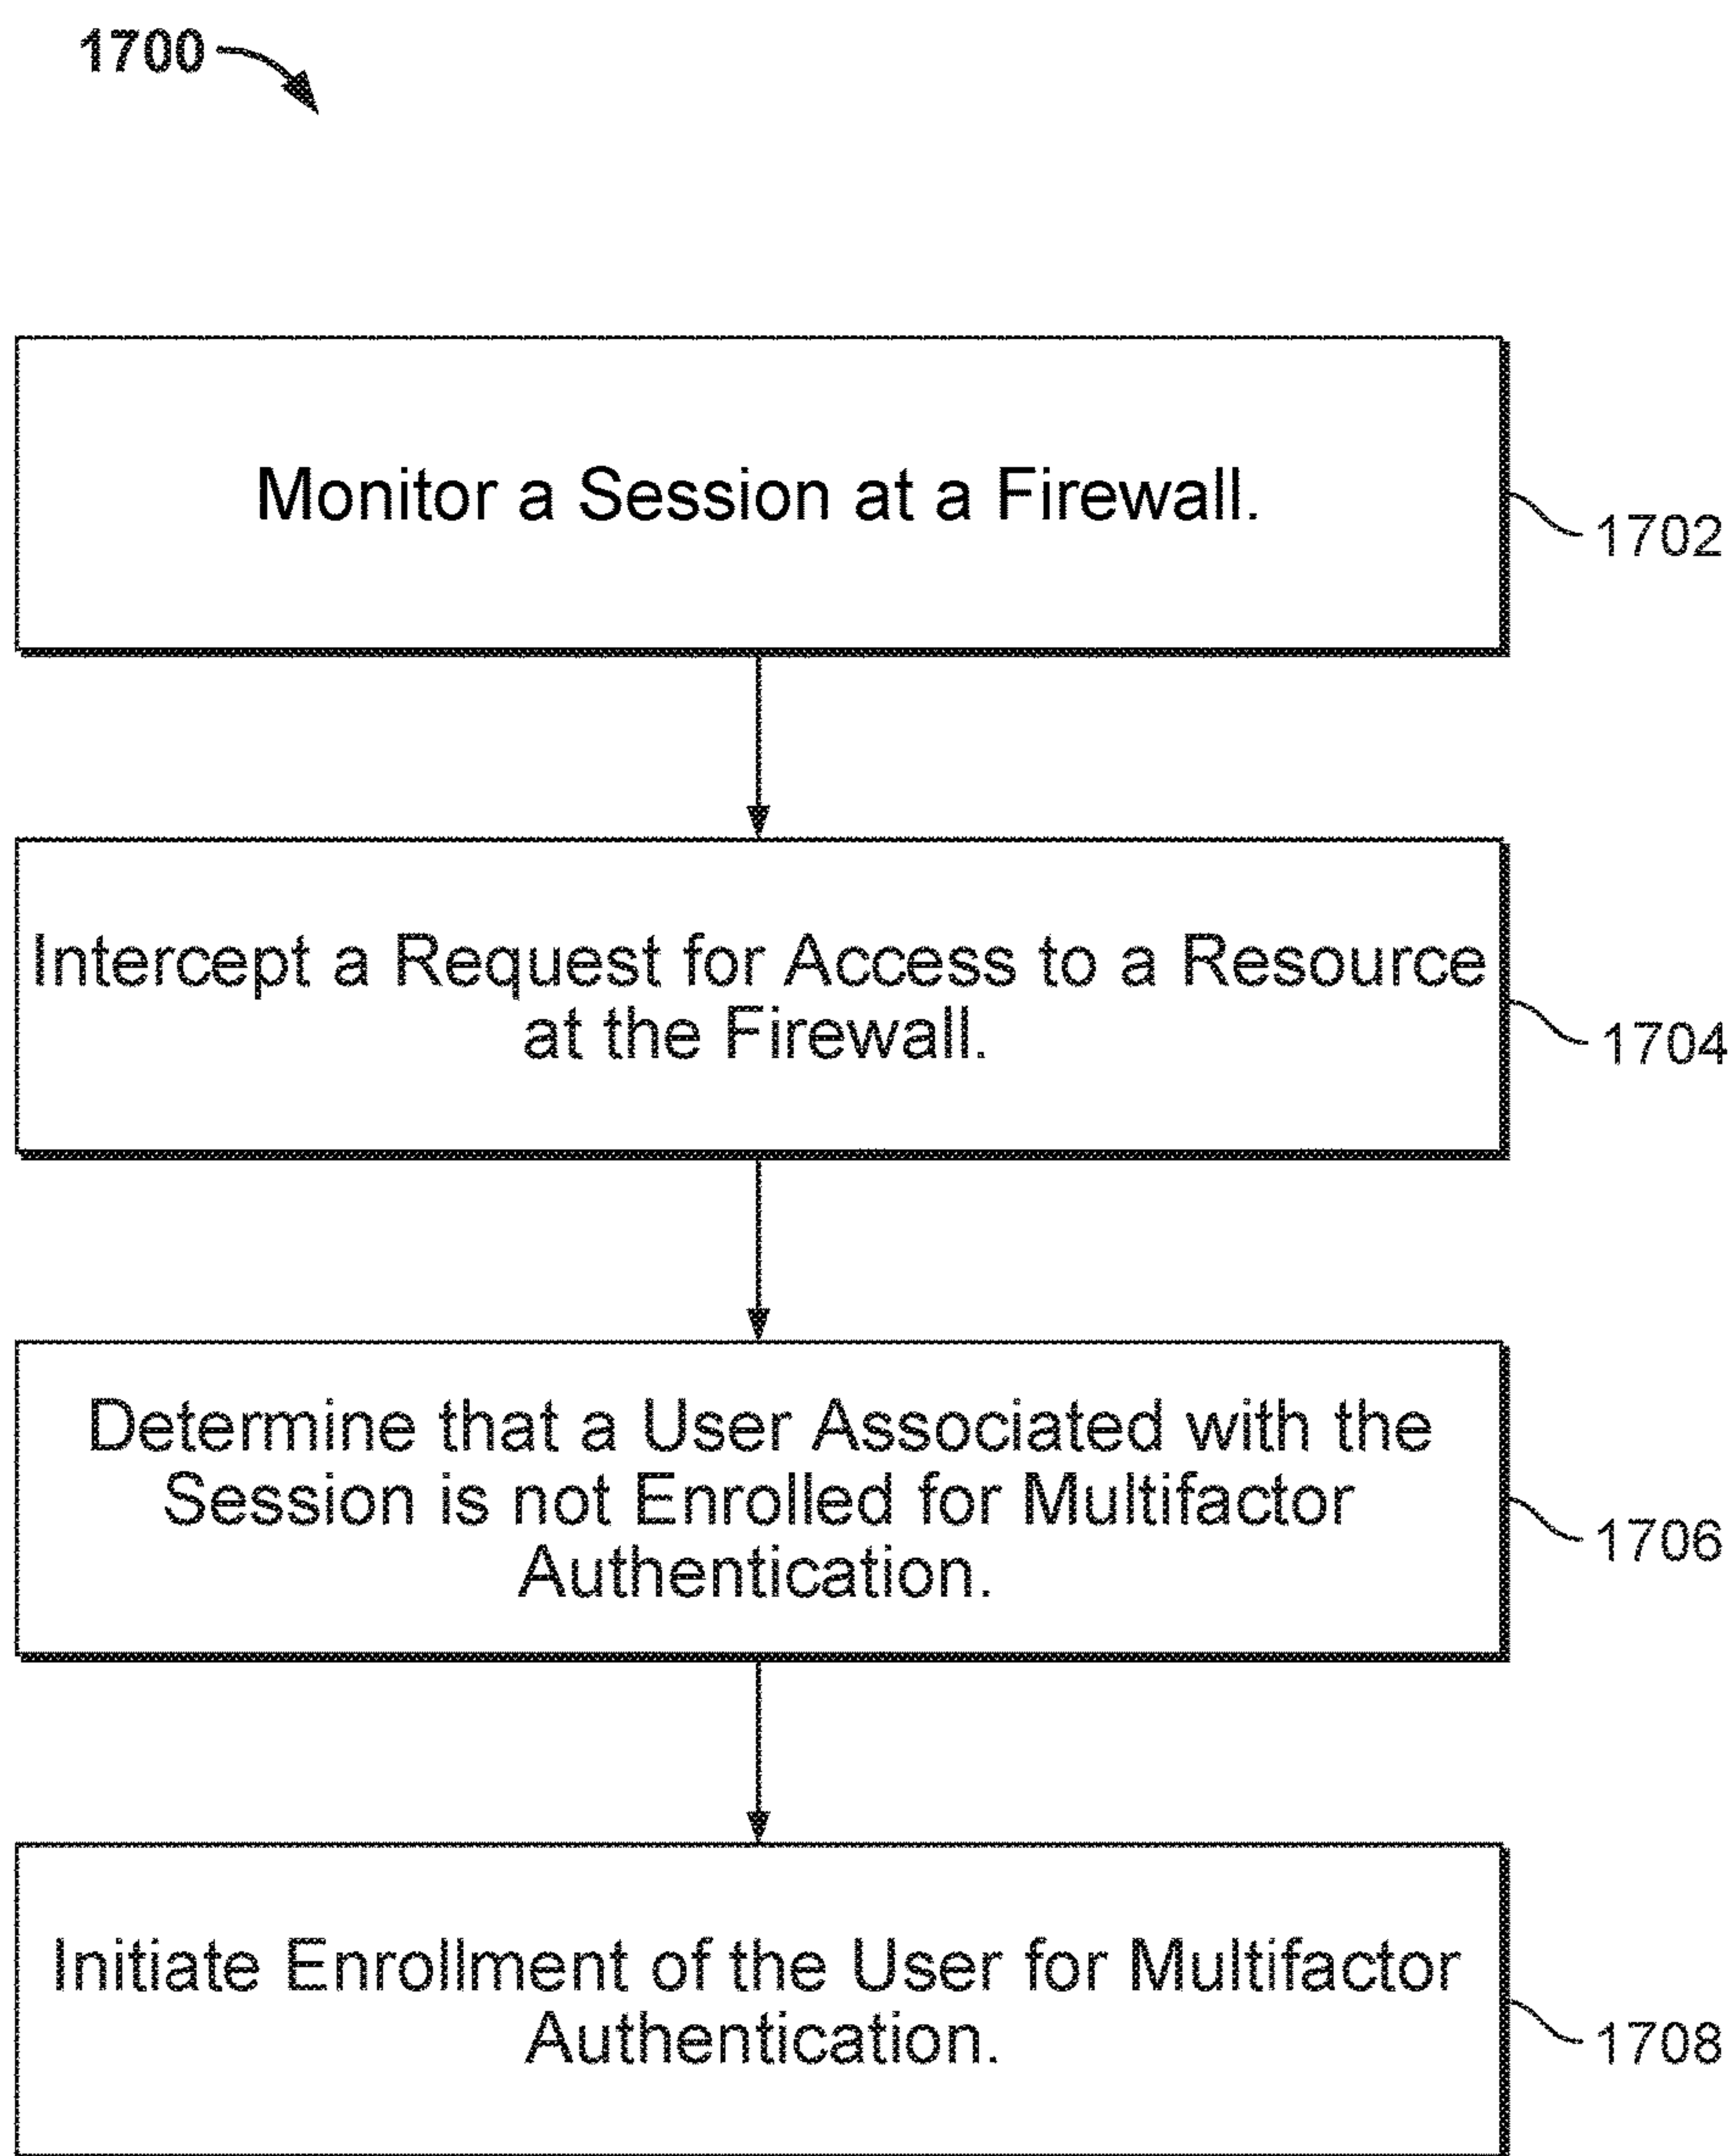 1700
Monitor a Session at a Firewall.
1702
Intercept a Request for Access to a Resource
at the Firewall.
1704
Determine that a User Associated with the
Session is not Enrolled for Multifactor
Authentication.
1706
Initiate Enrollment of the User for Multifactor
Authentication.
1708